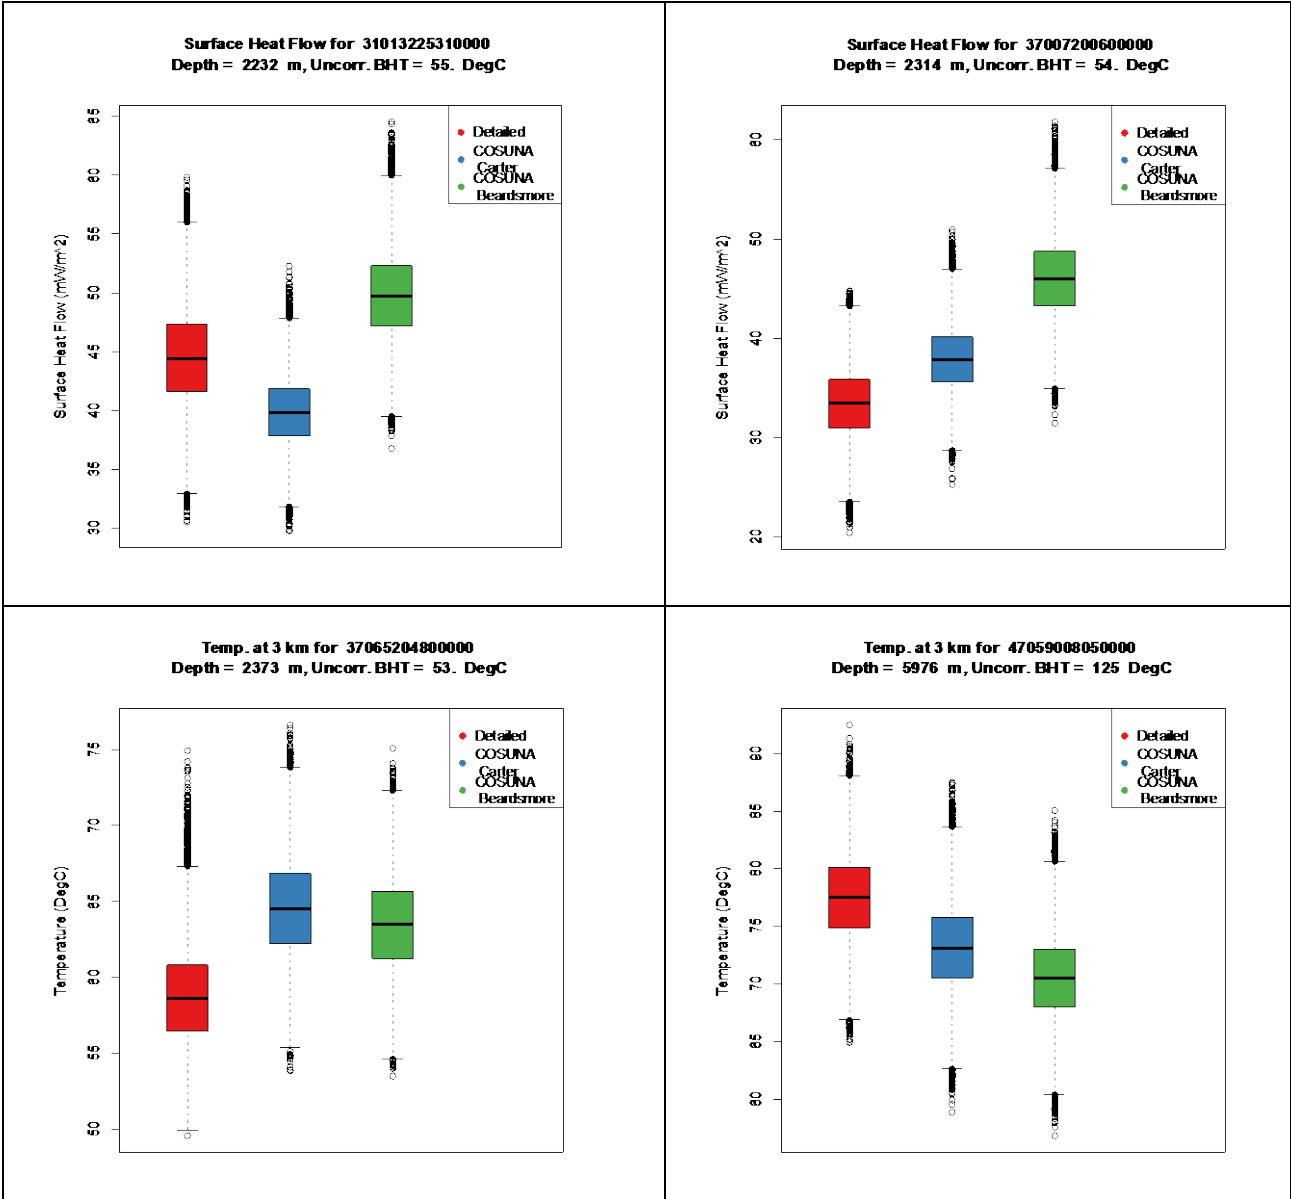 Surface Heat Flow for 31013225310000
Depth = 2232 m, Uncorr. BHT = 55. DegC
Surface Heat Flow (mW/m^2)
65
60
55
50
45
40
35
30
Detailed
COSUNA
Carter
COSUNA
Beardsmore
Surface Heat Flow for 37007200600000
Depth = 2314 m, Uncorr. BHT = 54. DegC
Surface Heat Flow (mW/m^2)
60
50
40
30
20
Detailed
COSUNA
Carter
COSUNA
Beardsmore
Temp. at 3 km for 37065204800000
Depth = 2373 m, Uncorr. BHT = 53. DegC
Temperature (DegC)
75
70
65
60
55
50
Detailed
COSUNA
Carter
COSUNA
Beardsmore
Temp. at 3 km for 47059008050000
Depth = 5976 m, Uncorr. BHT = 125 DegC
Temperature (DegC)
90
85
80
75
70
65
60
Detailed
COSUNA
Carter
COSUNA
Beardsmore